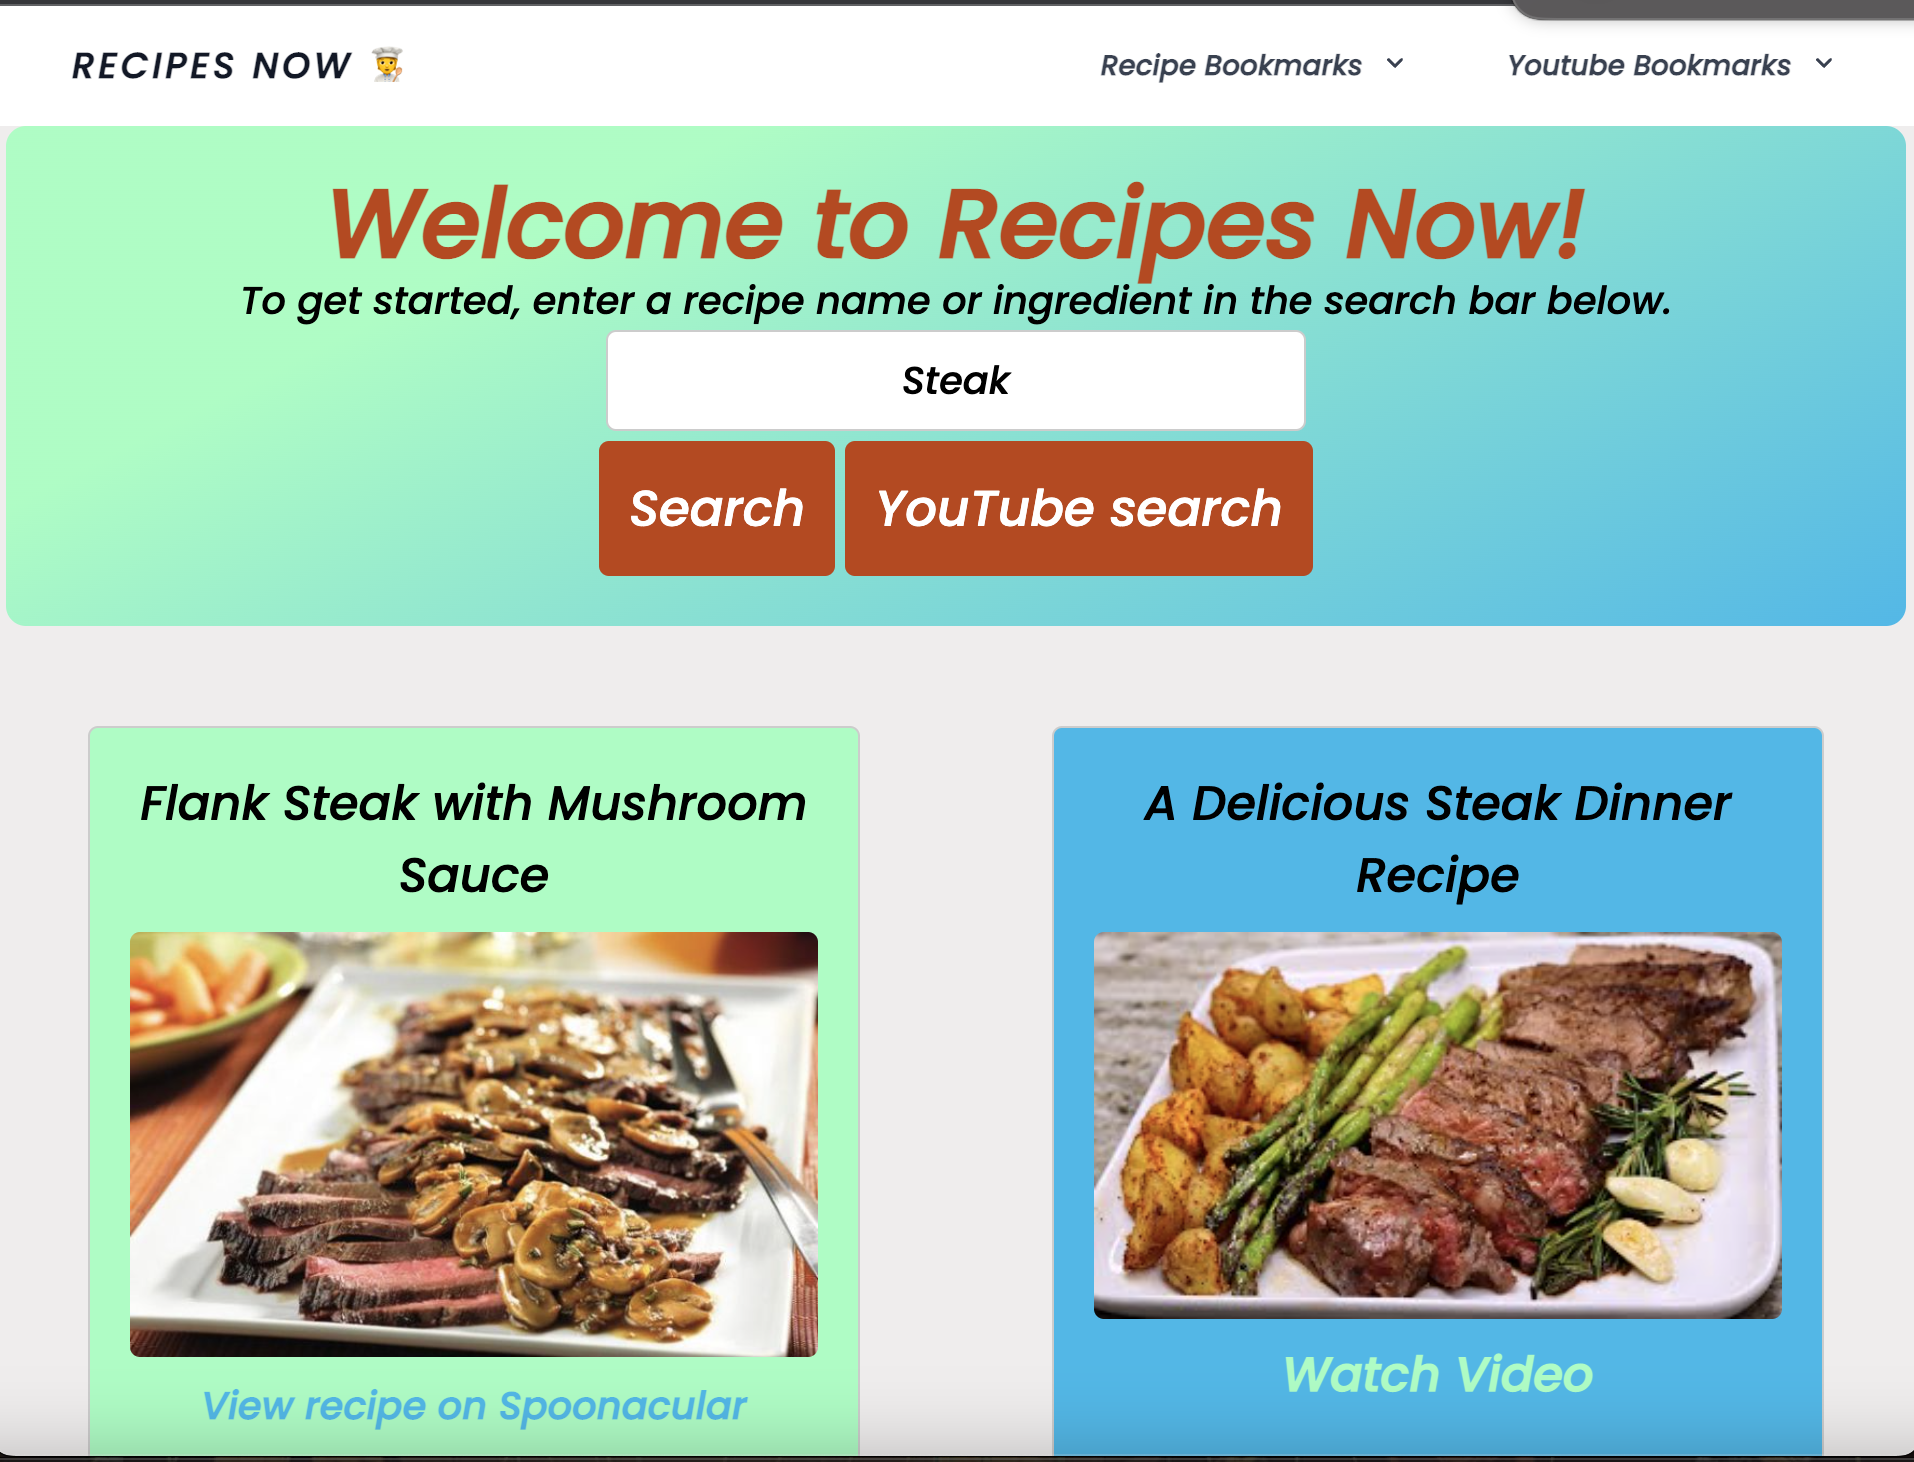 RECIPES NOW 👨‍🍳
Recipe Bookmarks
Youtube Bookmarks
Welcome to Recipes Now!
To get started, enter a recipe name or ingredient in the search bar below.
Steak
Search
YouTube search
Flank Steak with Mushroom
Sauce
View recipe on Spoonacular
A Delicious Steak Dinner
Recipe
Watch Video